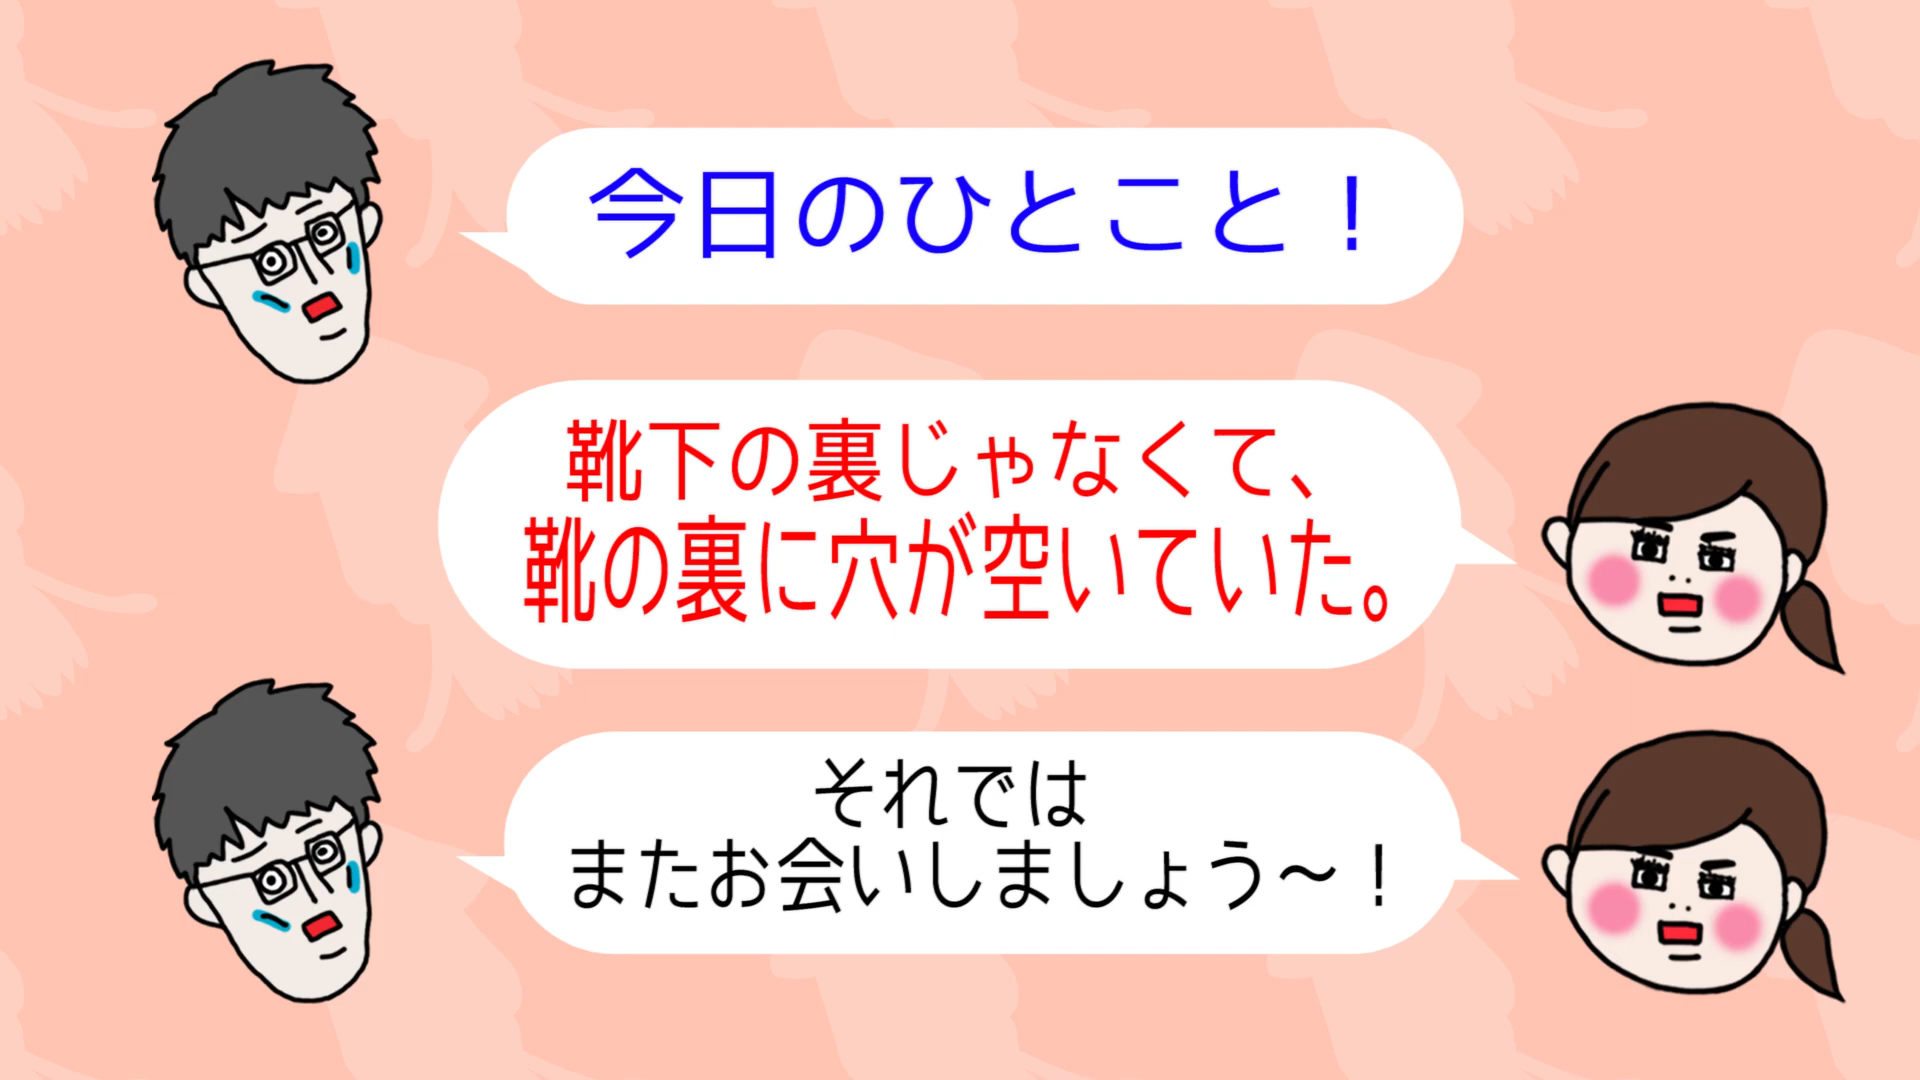 今日のひとこと！
靴下の裏じゃなくて、
靴の裏に穴が空いていた。
それでは
またお会いしましょう〜！